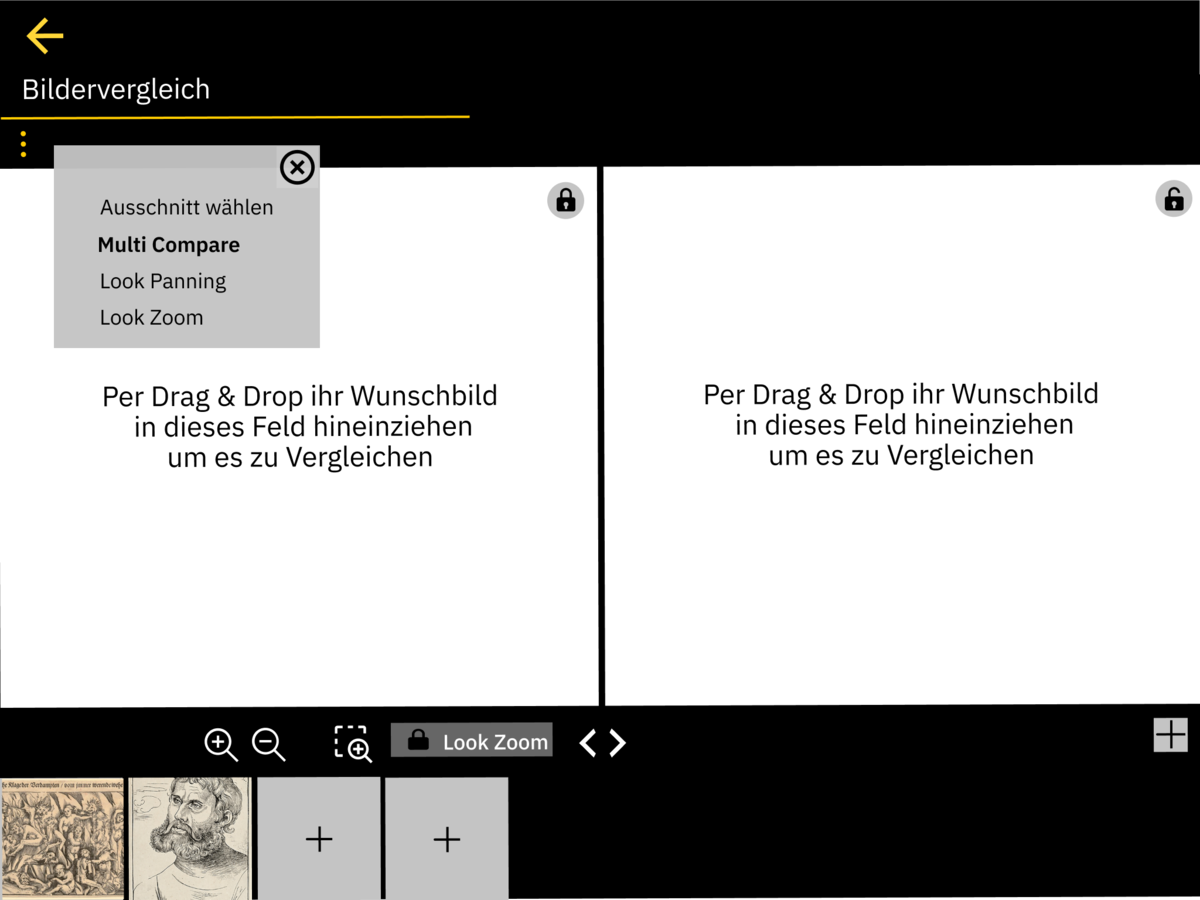 Bildervergleich
Ausschnitt wählen
Multi Compare
Look Panning
Look Zoom
Per Drag & Drop ihr Wunschbild
in dieses Feld hineinziehen
um es zu Vergleichen
Per Drag & Drop ihr Wunschbild
in dieses Feld hineinziehen
um es zu Vergleichen
Look Zoom